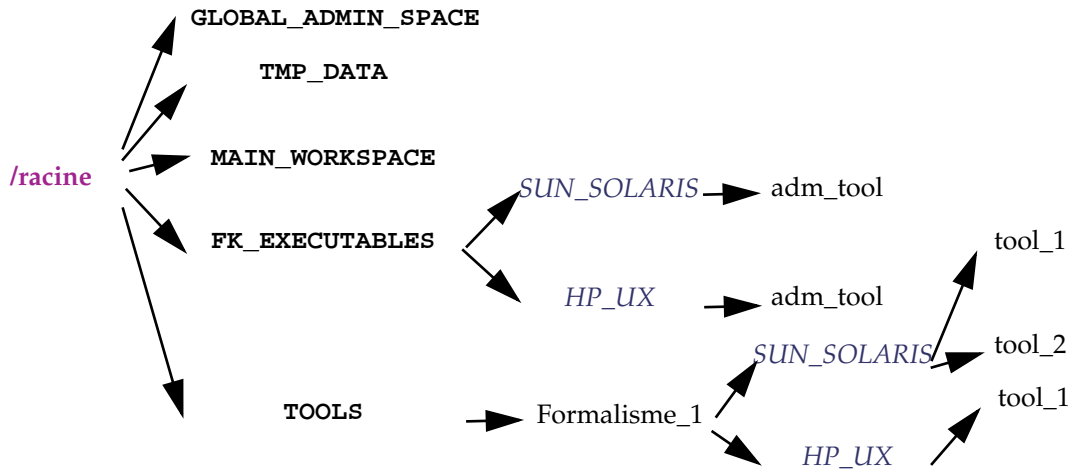 GLOBAL_ADMIN_SPACE
TMP_DATA
MAIN_WORKSPACE
/racine
SUN_SOLARIS
adm_tool
FK_EXECUTABLES
tool_1
HP_UX
adm_tool
SUN_SOLARIS
tool_2
tool_1
TOOLS
Formalisme_1
HP_UX